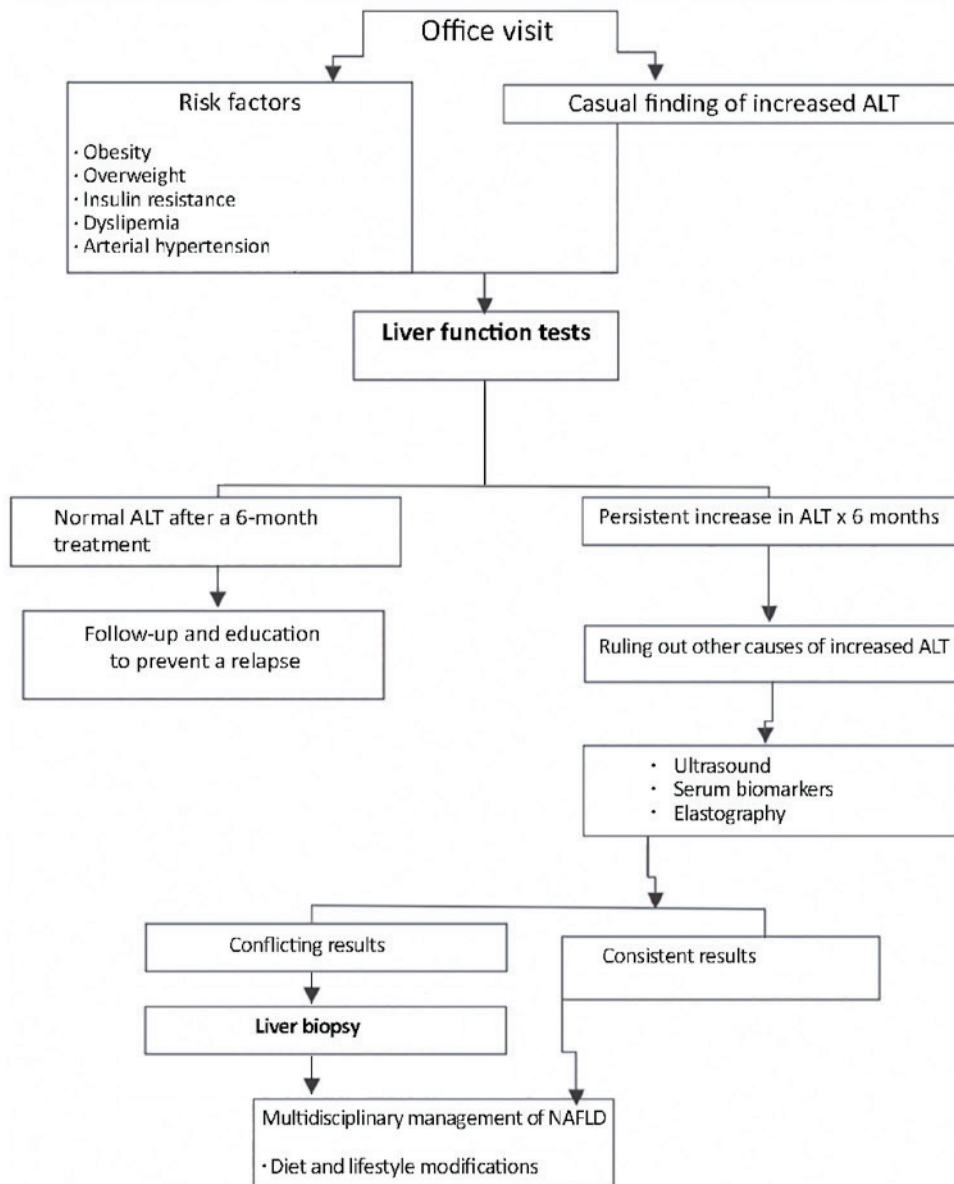 Office visit
Risk factors
· Obesity
· Overweight
· Insulin resistance
· Dyslipemia
· Arterial hypertension
Casual finding of increased ALT
Liver function tests
Normal ALT after a 6-month
treatment
Persistent increase in ALT x 6 months
Follow-up and education
to prevent a relapse
Ruling out other causes of increased ALT
· Ultrasound
· Serum biomarkers
· Elastography
Conflicting results
Consistent results
Liver biopsy
Multidisciplinary management of NAFLD
· Diet and lifestyle modifications